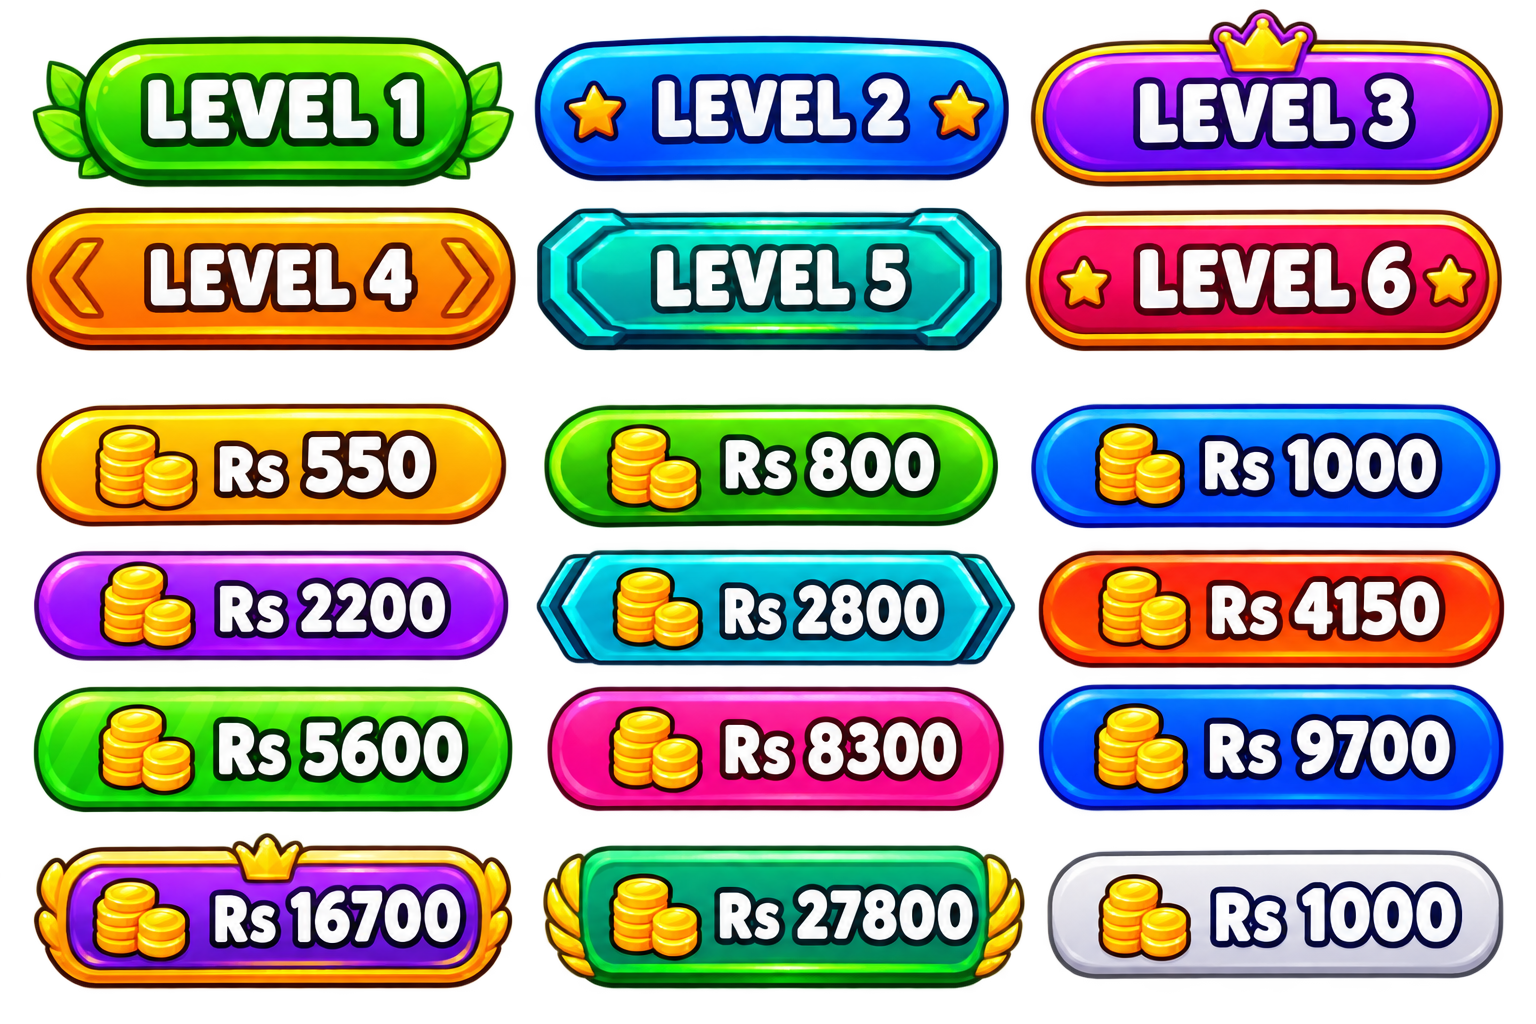 LEVEL 1
LEVEL 2
LEVEL 3
LEVEL 4
LEVEL 5
LEVEL 6
Rs 550
Rs 800
Rs 1000
Rs 2200
Rs 2800
Rs 4150
Rs 5600
Rs 8300
Rs 9700
Rs 16700
Rs 27800
Rs 1000